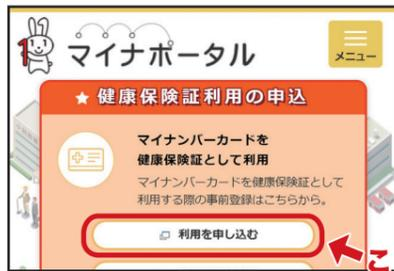 マイナポータル
メニュー
★ 健康保険証利用の申込
マイナンバーカードを
健康保険証として利用
マイナンバーカードを健康保険証として
利用する際の事前登録はこちらから。
利用を申し込む
こ